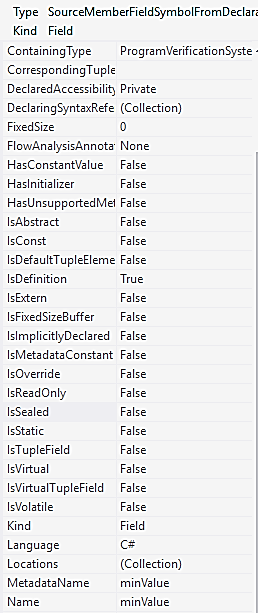 Type SourceMemberFieldSymbolFromDeclara
Kind Field
ContainingType ProgramVerificationSyste
CorrespondingTuple
DeclaredAccessibility Private
DeclaringSyntaxRefe (Collection)
FixedSize 0
FlowAnalysisAnnotat None
HasConstantValue False
HasInitializer False
HasUnsupportedMet False
IsAbstract False
IsConst False
IsDefaultTupleEleme False
IsDefinition True
IsExtern False
IsFixedSizeBuffer False
IsImplicitlyDeclared False
IsMetadataConstant False
IsOverride False
IsReadOnly False
IsSealed False
IsStatic False
IsTupleField False
IsVirtual False
IsVirtualTupleField False
IsVolatile False
Kind Field
Language C#
Locations (Collection)
MetadataName minValue
Name minValue